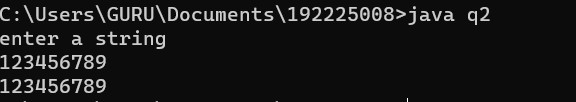 C:\Users\GURU\Documents\192225008>java q2
enter a string
123456789
123456789